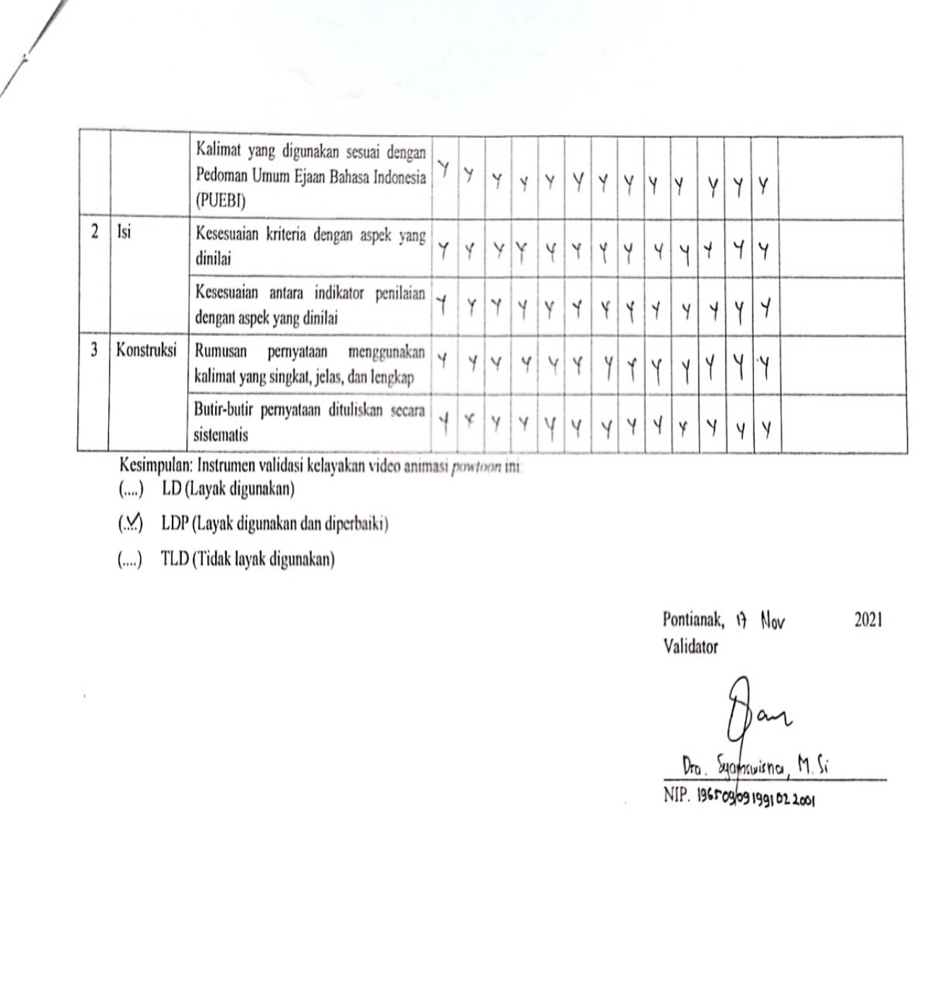 Kalimat yang digunakan sesuai dengan
Pedoman Umum Ejaan Bahasa Indonesia
(PUEBI)
Y Y Y Y Y Y Y Y Y Y Y Y Y
2 Isi Kesesuaian kriteria dengan aspek yang
dinilai
Y Y Y Y Y Y Y Y Y Y Y Y Y
Kesesuaian antara indikator penilaian
dengan aspek yang dinilai
Y Y Y Y Y Y Y Y Y Y Y Y Y
3 Konstruksi Rumusan pernyataan menggunakan
kalimat yang singkat, jelas, dan lengkap
Y Y Y Y Y Y Y Y Y Y Y Y Y
Butir-butir pernyataan dituliskan secara
sistematis
Y Y Y Y Y Y Y Y Y Y Y Y Y
Kesimpulan: Instrumen validasi kelayakan video animasi powtoon ini:
(....) LD (Layak digunakan)
(.✓.) LDP (Layak digunakan dan diperbaiki)
(....) TLD (Tidak layak digunakan)
Pontianak, 17 Nov 2021
Validator
Dra. Syamswisna, M.Si
NIP. 196509091991022001